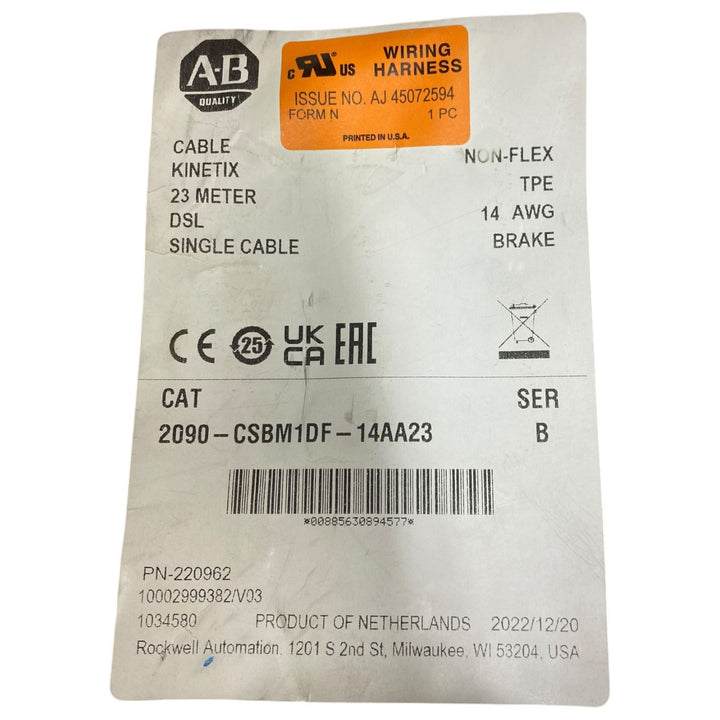 A-B
QUALITY
c RU US
WIRING
HARNESS
ISSUE NO. AJ 45072594
FORM N 1 PC
PRINTED IN U.S.A.
CABLE
KINETIX
23 METER
DSL
SINGLE CABLE
NON-FLEX
TPE
14 AWG
BRAKE
CE 25 UK CA EAC
CAT SER
2090-CSBM1DF-14AA23 B
*00885630894577*
PN-220962
10002999382/V03
1034580 PRODUCT OF NETHERLANDS 2022/12/20
Rockwell Automation. 1201 S 2nd St, Milwaukee, WI 53204, USA